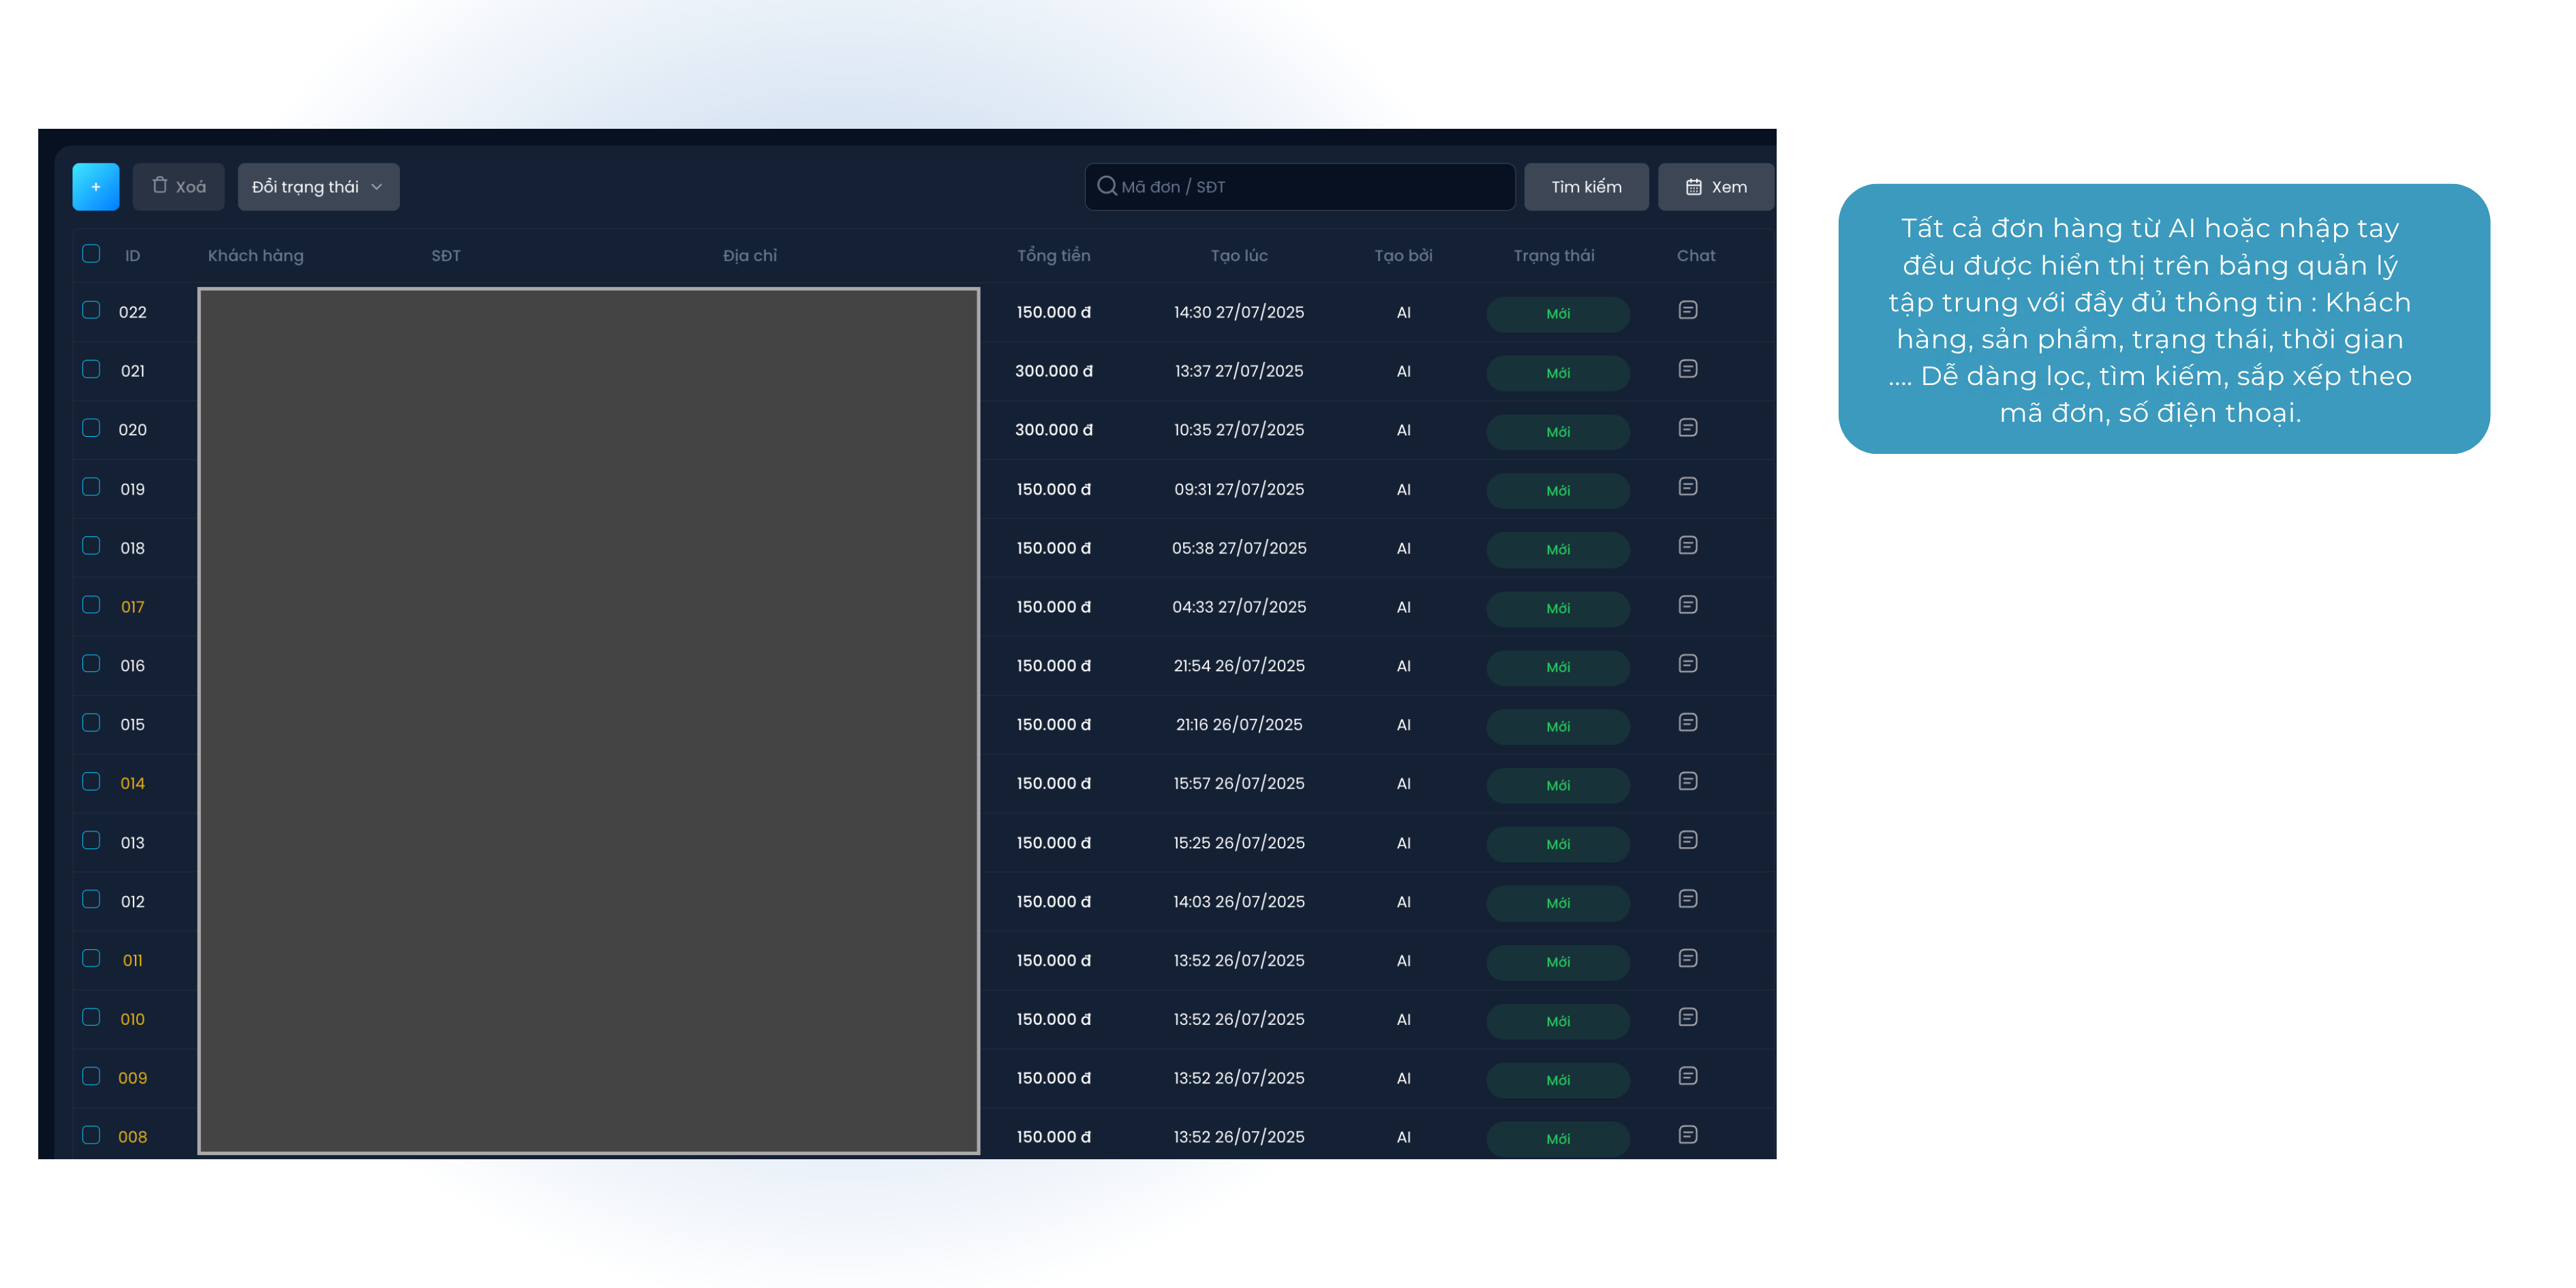 + Xoá Đổi trạng thái Mã đơn / SĐT Tìm kiếm Xem
ID Khách hàng SĐT Địa chỉ Tổng tiền Tạo lúc Tạo bởi Trạng thái Chat
022 150.000 đ 14:30 27/07/2025 AI Mới
021 300.000 đ 13:37 27/07/2025 AI Mới
020 300.000 đ 10:35 27/07/2025 AI Mới
019 150.000 đ 09:31 27/07/2025 AI Mới
018 150.000 đ 05:38 27/07/2025 AI Mới
017 150.000 đ 04:33 27/07/2025 AI Mới
016 150.000 đ 21:54 26/07/2025 AI Mới
015 150.000 đ 21:16 26/07/2025 AI Mới
014 150.000 đ 15:57 26/07/2025 AI Mới
013 150.000 đ 15:25 26/07/2025 AI Mới
012 150.000 đ 14:03 26/07/2025 AI Mới
011 150.000 đ 13:52 26/07/2025 AI Mới
010 150.000 đ 13:52 26/07/2025 AI Mới
009 150.000 đ 13:52 26/07/2025 AI Mới
008 150.000 đ 13:52 26/07/2025 AI Mới
Tất cả đơn hàng từ AI hoặc nhập tay
đều được hiển thị trên bảng quản lý
tập trung với đầy đủ thông tin : Khách
hàng, sản phẩm, trạng thái, thời gian
.... Dễ dàng lọc, tìm kiếm, sắp xếp theo
mã đơn, số điện thoại.